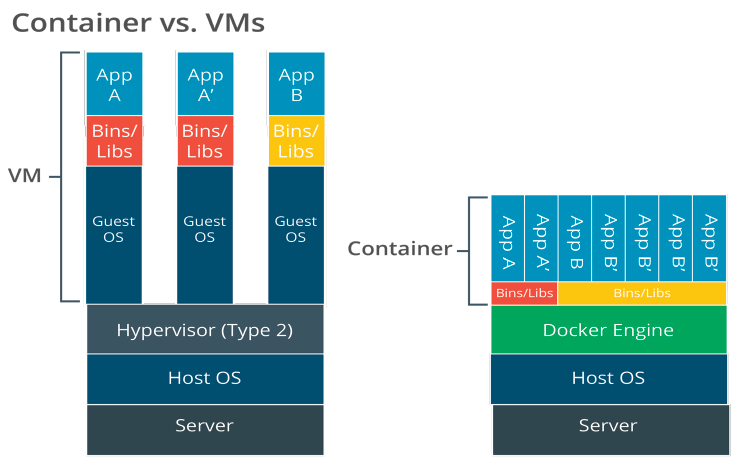 Container vs. VMs
VM
App
A
App
A’
App
B
Bins/
Libs
Bins/
Libs
Bins/
Libs
Guest
OS
Guest
OS
Guest
OS
Hypervisor (Type 2)
Host OS
Server
Container
App A
App A’
App B
App B’
App B’
App B’
App B’
Bins/Libs
Bins/Libs
Docker Engine
Host OS
Server